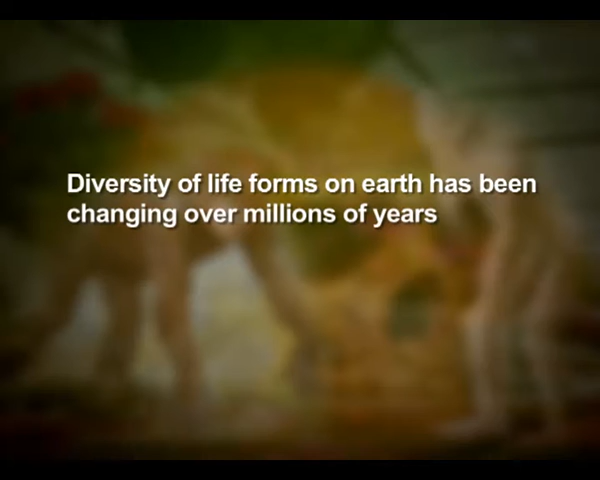 Diversity of life forms on earth has been
changing over millions of years